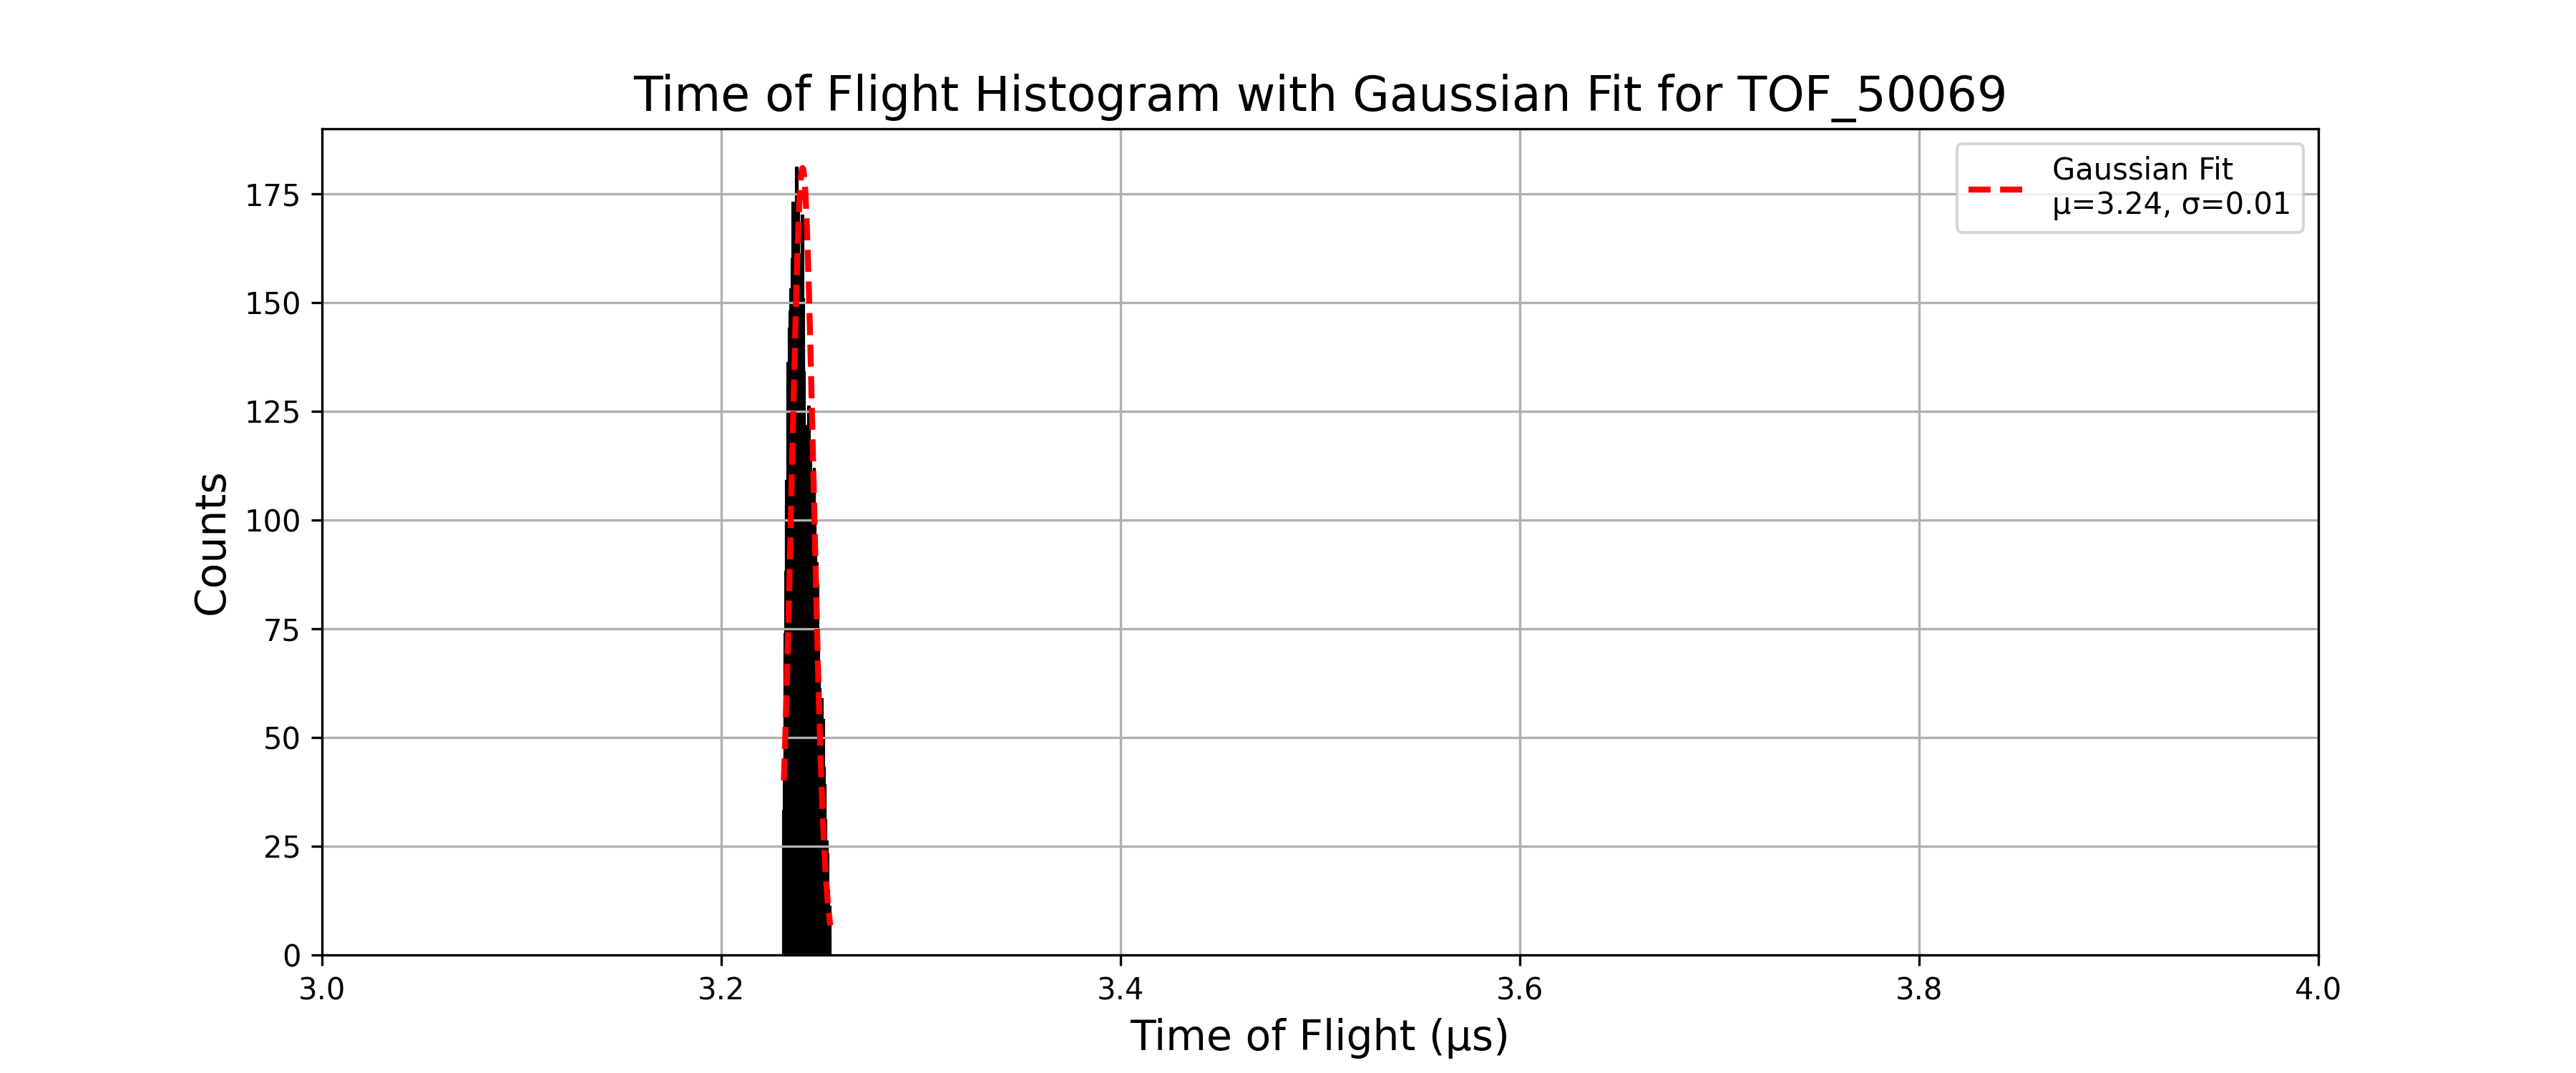 Time of Flight Histogram with Gaussian Fit for TOF_50069
Gaussian Fit
μ=3.24, σ=0.01
175
150
125
100
75
50
25
0
Counts
3.0 3.2 3.4 3.6 3.8 4.0
Time of Flight (μs)